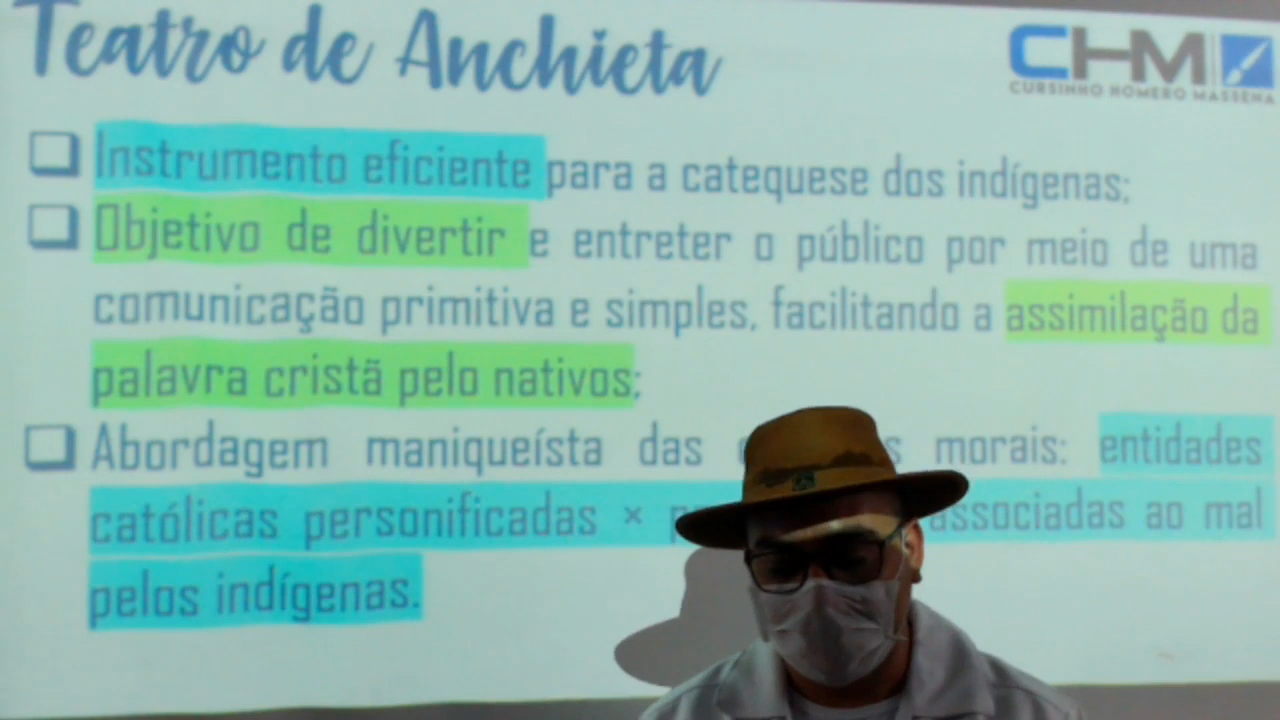 Teatro de Anchieta
CHM
CURSINHO HOMERO MASSENA
Instrumento eficiente para a catequese dos indígenas;
Objetivo de divertir e entreter o público por meio de uma
comunicação primitiva e simples, facilitando a assimilação da
palavra cristã pelo nativos;
Abordagem maniqueísta das morais: entidades
católicas personificadas × associadas ao mal
pelos indígenas.